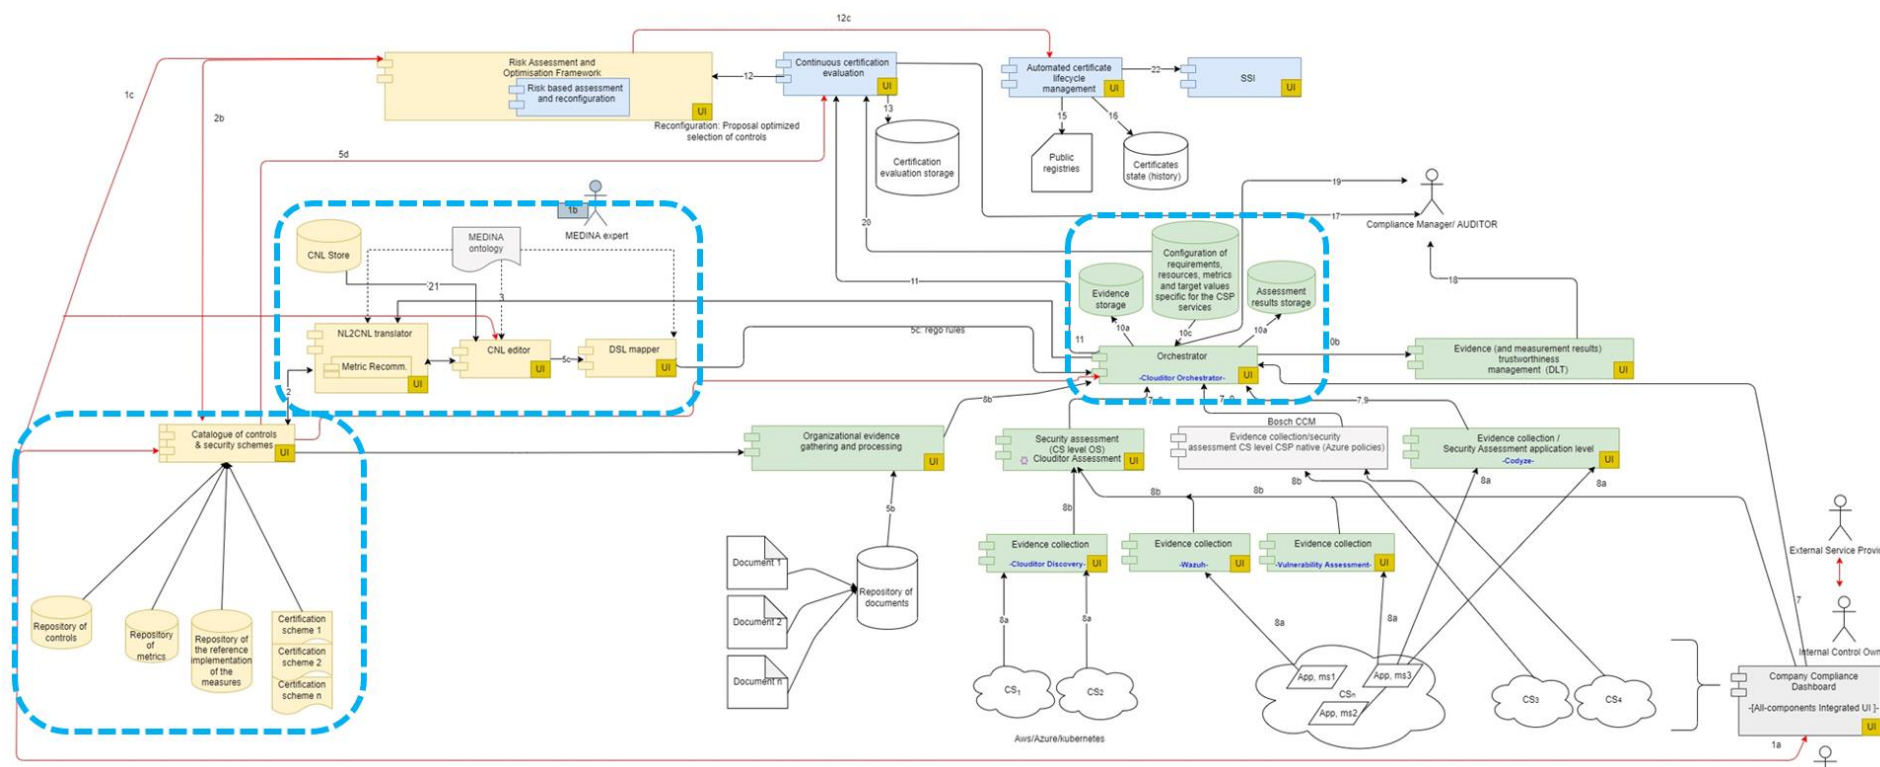 12c
1c
2b
Risk Assessment and
Optimisation Framework
Risk based assessment
and reconfiguration
UI
Reconfiguration: Proposal optimized
selection of controls
12
Continuous certification
evaluation
UI
13
Certification
evaluation storage
Automated certificate
lifecycle
management
UI
22
SSI
UI
15
16
Public
registries
Certificates
state (history)
5d
19
17
20
Compliance Manager/ AUDITOR
18
1b
MEDINA expert
CNL Store
MEDINA
ontology
21
3
11
NL2CNL translator
Metric Recomm.
UI
CNL editor
UI
5c
DSL mapper
UI
5c: rego rules
2
Evidence
storage
Configuration of
requirements,
resources, metrics
and target values
specific for the CSP
services
Assessment
results storage
10a
10c
10a
11
Orchestrator
-Clouditor Orchestrator-
UI
0b
Evidence (and measurement results)
trustworthiness
management (DLT)
UI
8b
7,9
Catalogue of controls
& security schemes
UI
Organizational evidence
gathering and processing
UI
Security assessment
(CS level OS)
Clouditor Assessment
UI
Bosch CCM
Evidence collection/security
assessment CS level CSP native (Azure policies)
Evidence collection /
Security Assessment application level
-Codyze-
UI
5b
8b
8b
8b
8b
8a
8a
Evidence collection
-Clouditor Discovery-
UI
Evidence collection
-Wazuh-
UI
Evidence collection
-Vulnerability Assessment-
UI
Document 1
Document 2
Document n
Repository of
documents
8a
8a
8a
8a
Repository of
controls
Repository
of
metrics
Repository of
the reference
implementation
of the
measures
Certification
scheme 1
Certification
scheme 2
Certification
scheme n
CS1
CS2
App, ms1
App, ms3
CSn
App, ms2
CS3
CS4
Aws/Azure/kubernetes
External Service Provi
7
Internal Control Own
Company Compliance
Dashboard
-[All-components Integrated UI ]-
UI
1a